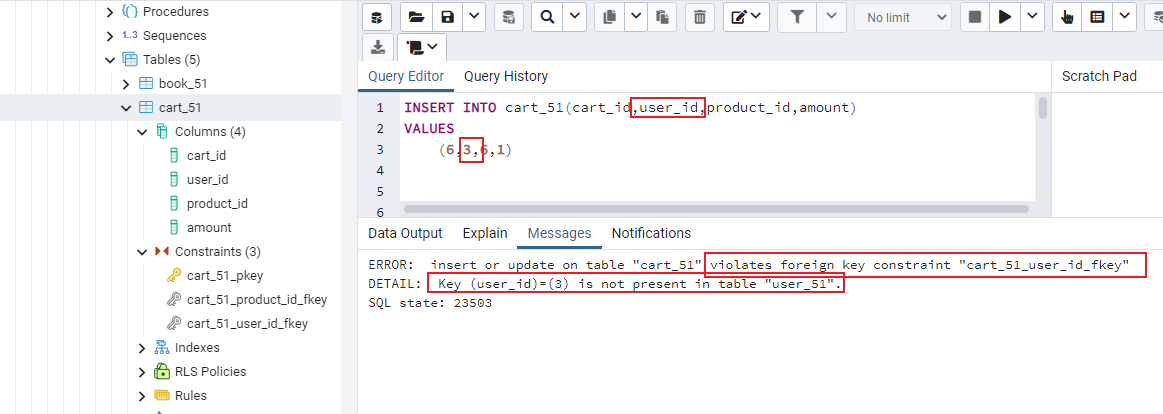 Procedures
1..3 Sequences
Tables (5)
book_51
cart_51
Columns (4)
cart_id
user_id
product_id
amount
Constraints (3)
cart_51_pkey
cart_51_product_id_fkey
cart_51_user_id_fkey
Indexes
RLS Policies
Rules
No limit
Query Editor Query History Scratch Pad
1 INSERT INTO cart_51(cart_id,user_id,product_id,amount)
2 VALUES
3 (6,3,6,1)
4
5
6
Data Output Explain Messages Notifications
ERROR: insert or update on table "cart_51" violates foreign key constraint "cart_51_user_id_fkey"
DETAIL: Key (user_id)=(3) is not present in table "user_51".
SQL state: 23503